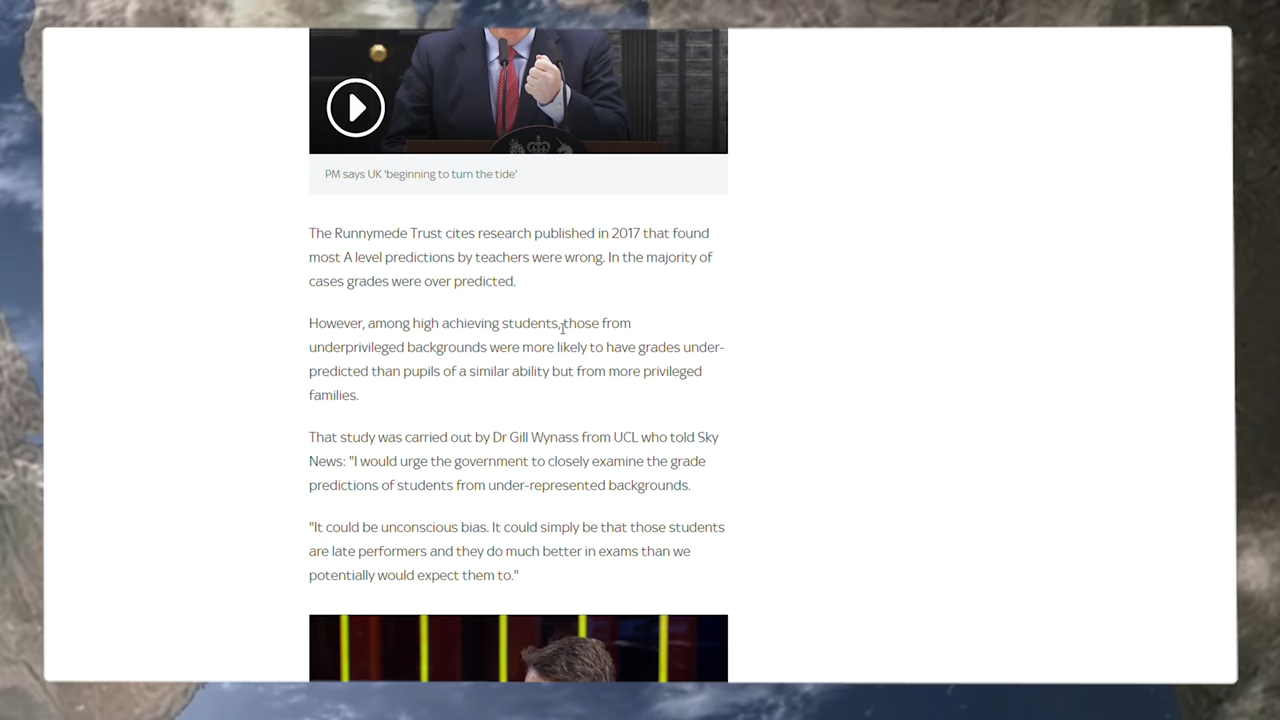 PM says UK 'beginning to turn the tide'
The Runnymede Trust cites research published in 2017 that found
most A level predictions by teachers were wrong. In the majority of
cases grades were over predicted.
However, among high achieving students, those from
underprivileged backgrounds were more likely to have grades under-
predicted than pupils of a similar ability but from more privileged
families.
That study was carried out by Dr Gill Wynass from UCL who told Sky
News: "I would urge the government to closely examine the grade
predictions of students from under-represented backgrounds.
"It could be unconscious bias. It could simply be that those students
are late performers and they do much better in exams than we
potentially would expect them to."